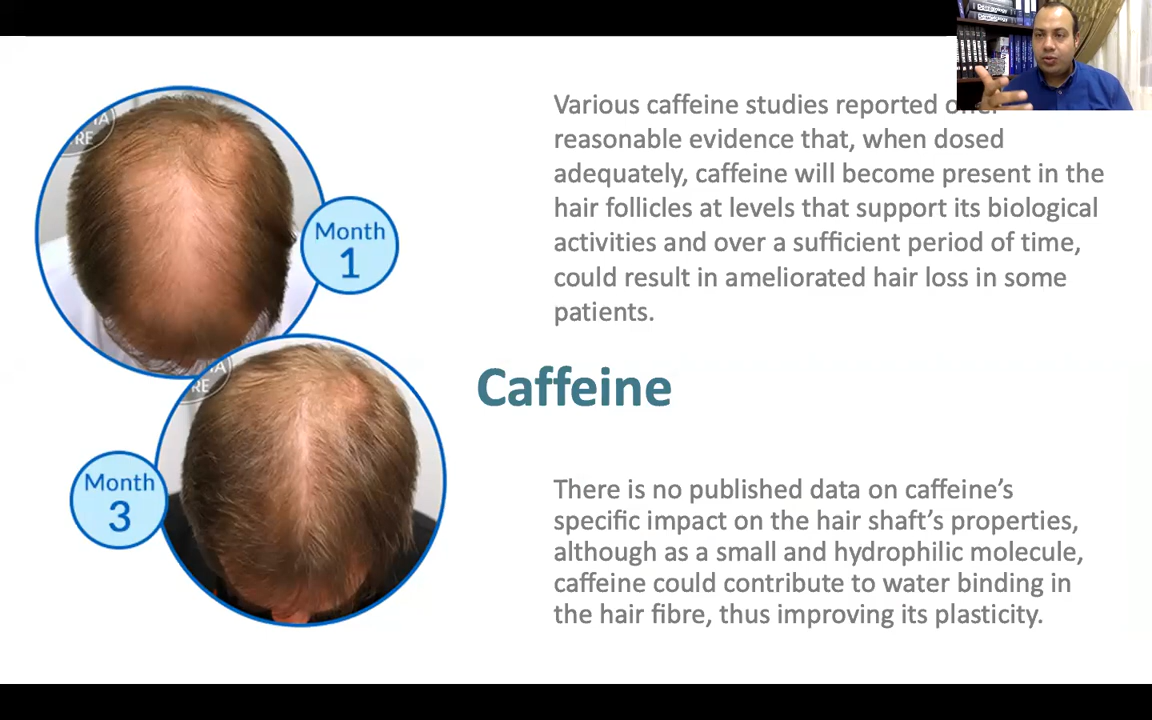 Dermatology
Dermatology
Various caffeine studies reported
reasonable evidence that, when dosed
adequately, caffeine will become present in the
hair follicles at levels that support its biological
activities and over a sufficient period of time,
could result in ameliorated hair loss in some
patients.
Month
1
Caffeine
Month
3
There is no published data on caffeine’s
specific impact on the hair shaft’s properties,
although as a small and hydrophilic molecule,
caffeine could contribute to water binding in
the hair fibre, thus improving its plasticity.